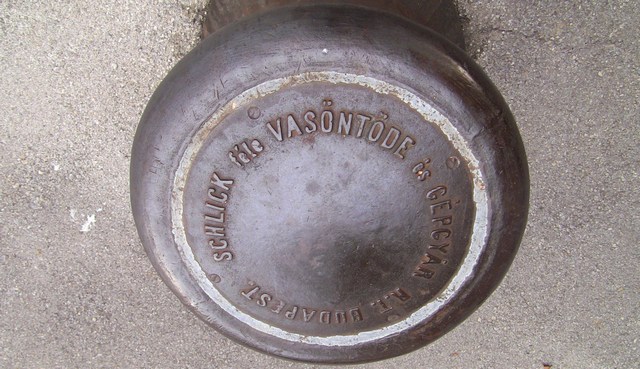 SCHLICK féle VASÖNTÖDE és GÉPGYÁR R.T. BUDAPEST.